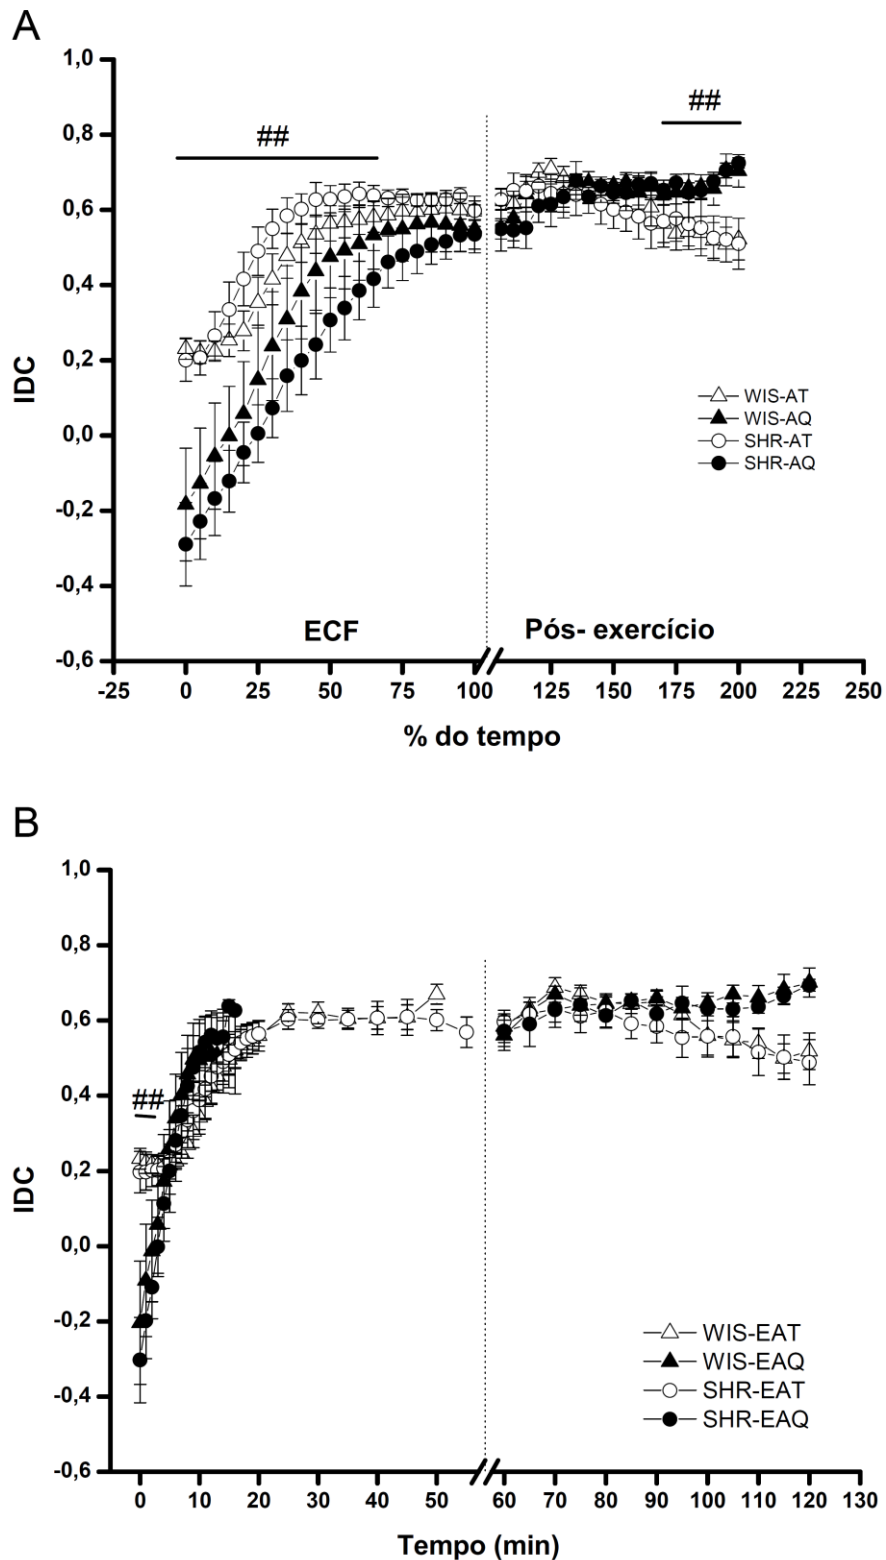 A
1,0
0,8
0,6
0,4
0,2
0,0
-0,2
-0,4
-0,6
IDC
##
##
WIS-AT
WIS-AQ
SHR-AT
SHR-AQ
ECF
Pós- exercício
-25 0 25 50 75 100 125 150 175 200 225 250
% do tempo
B
1,0
0,8
0,6
0,4
0,2
0,0
-0,2
-0,4
-0,6
IDC
##
WIS-EAT
WIS-EAQ
SHR-EAT
SHR-EAQ
0 10 20 30 40 50 60 70 80 90 100 110 120 130
Tempo (min)